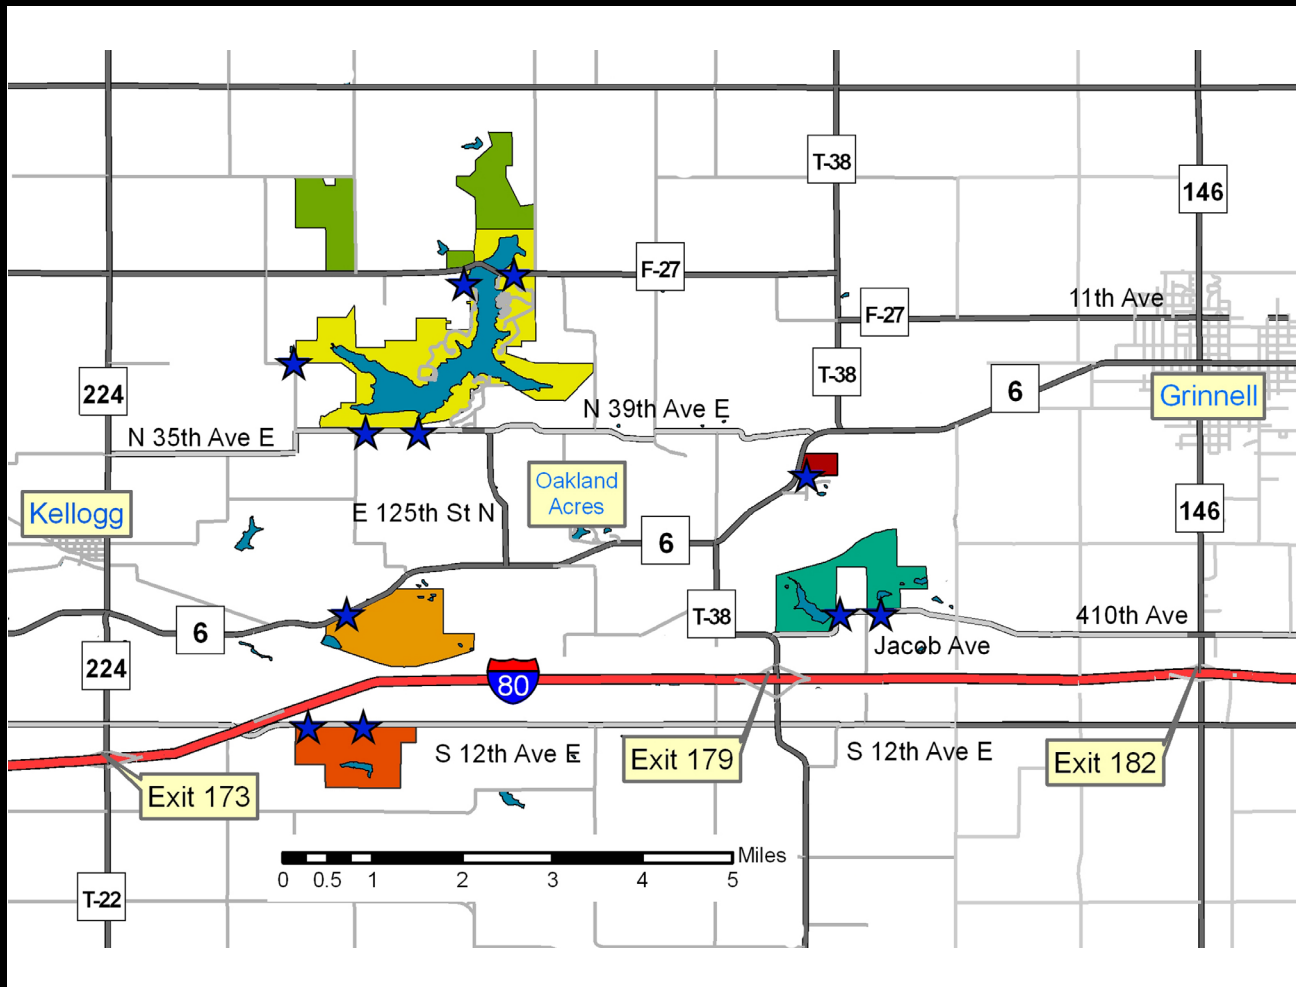 T-38
146
F-27
11th Ave
F-27
T-38
6
224
Grinnell
N 39th Ave E
N 35th Ave E
Oakland
Acres
Kellogg
E 125th St N
146
6
T-38
410th Ave
6
Jacob Ave
224
80
S 12th Ave E
Exit 179
S 12th Ave E
Exit 182
Exit 173
Miles
0 0.5 1 2 3 4 5
T-22